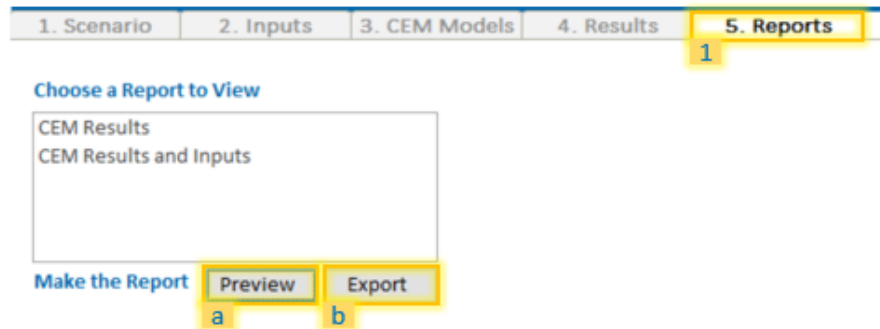 1. Scenario 2. Inputs 3. CEM Models 4. Results 5. Reports
1
Choose a Report to View
CEM Results
CEM Results and Inputs
Make the Report Preview Export
a b